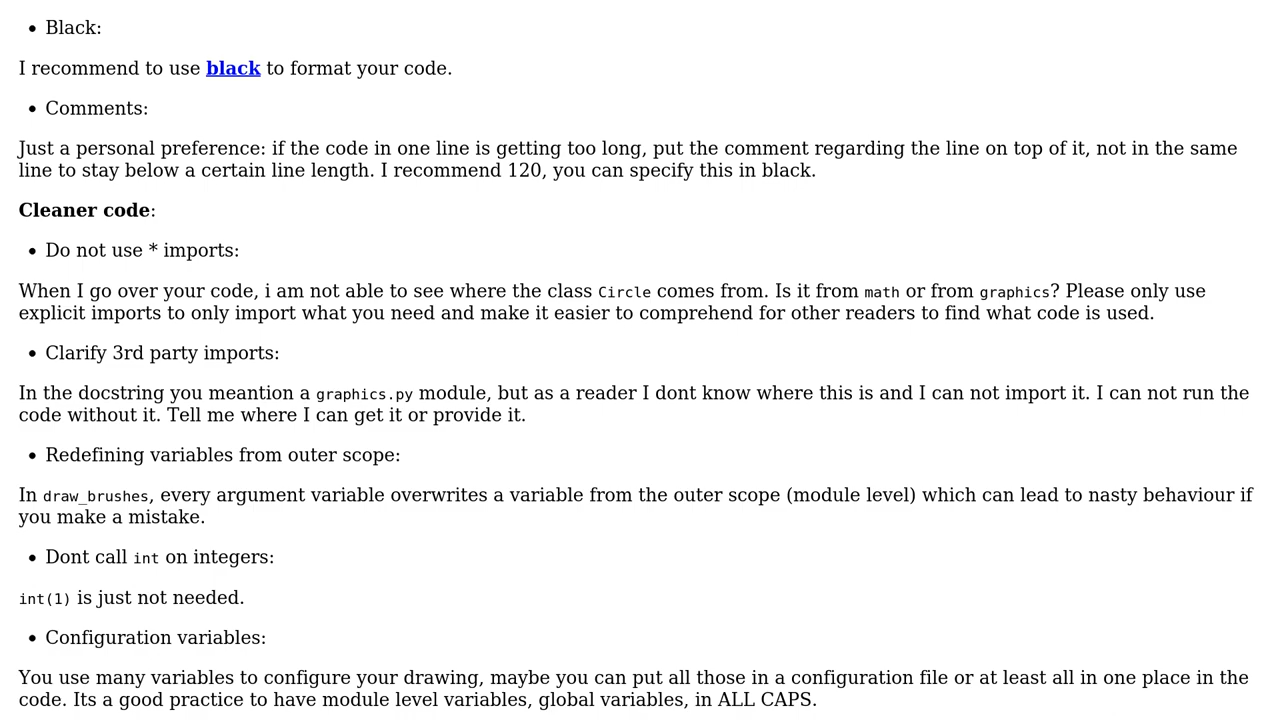 • Black:
I recommend to use black to format your code.
• Comments:
Just a personal preference: if the code in one line is getting too long, put the comment regarding the line on top of it, not in the same
line to stay below a certain line length. I recommend 120, you can specify this in black.
Cleaner code:
• Do not use * imports:
When I go over your code, i am not able to see where the class Circle comes from. Is it from math or from graphics? Please only use
explicit imports to only import what you need and make it easier to comprehend for other readers to find what code is used.
• Clarify 3rd party imports:
In the docstring you meantion a graphics.py module, but as a reader I dont know where this is and I can not import it. I can not run the
code without it. Tell me where I can get it or provide it.
• Redefining variables from outer scope:
In draw_brushes, every argument variable overwrites a variable from the outer scope (module level) which can lead to nasty behaviour if
you make a mistake.
• Dont call int on integers:
int(1) is just not needed.
• Configuration variables:
You use many variables to configure your drawing, maybe you can put all those in a configuration file or at least all in one place in the
code. Its a good practice to have module level variables, global variables, in ALL CAPS.